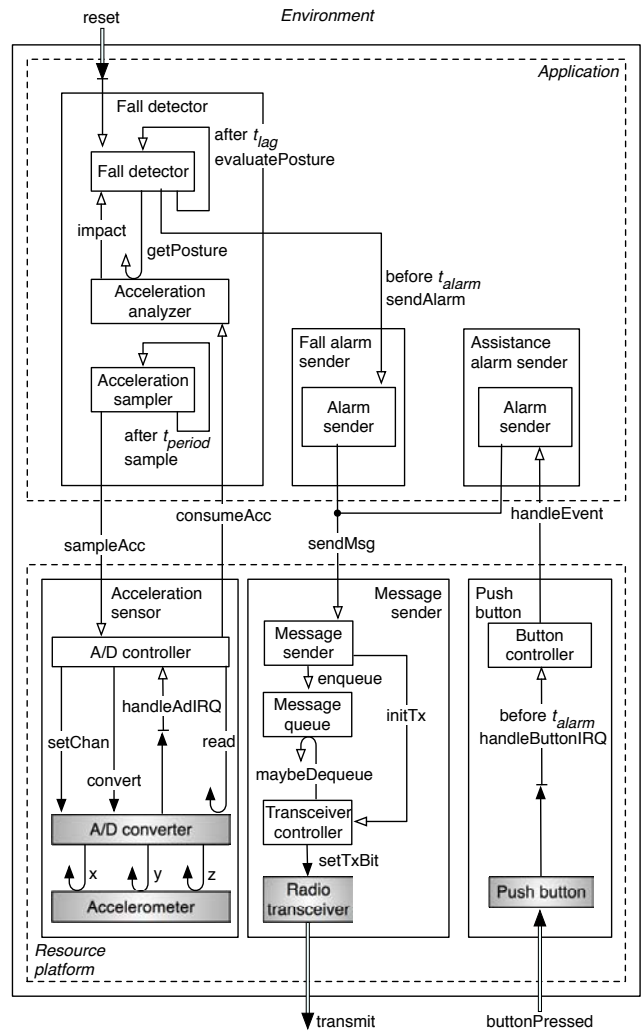 Environment
reset
Application
Fall detector
after t_lag
evaluatePosture
Fall detector
impact
getPosture
Acceleration
analyzer
before t_alarm
sendAlarm
Fall alarm
sender
Assistance
alarm sender
Acceleration
sampler
Alarm
sender
Alarm
sender
after t_period
sample
consumeAcc
handleEvent
sampleAcc
sendMsg
Acceleration
sensor
Message
sender
Push
button
A/D controller
Message
sender
Button
controller
enqueue
handleAdIRQ
Message
queue
initTx
before t_alarm
handleButtonIRQ
setChan
read
convert
maybeDequeue
A/D converter
Transceiver
controller
x
y
z
setTxBit
Accelerometer
Radio
transceiver
Push button
Resource
platform
transmit
buttonPressed